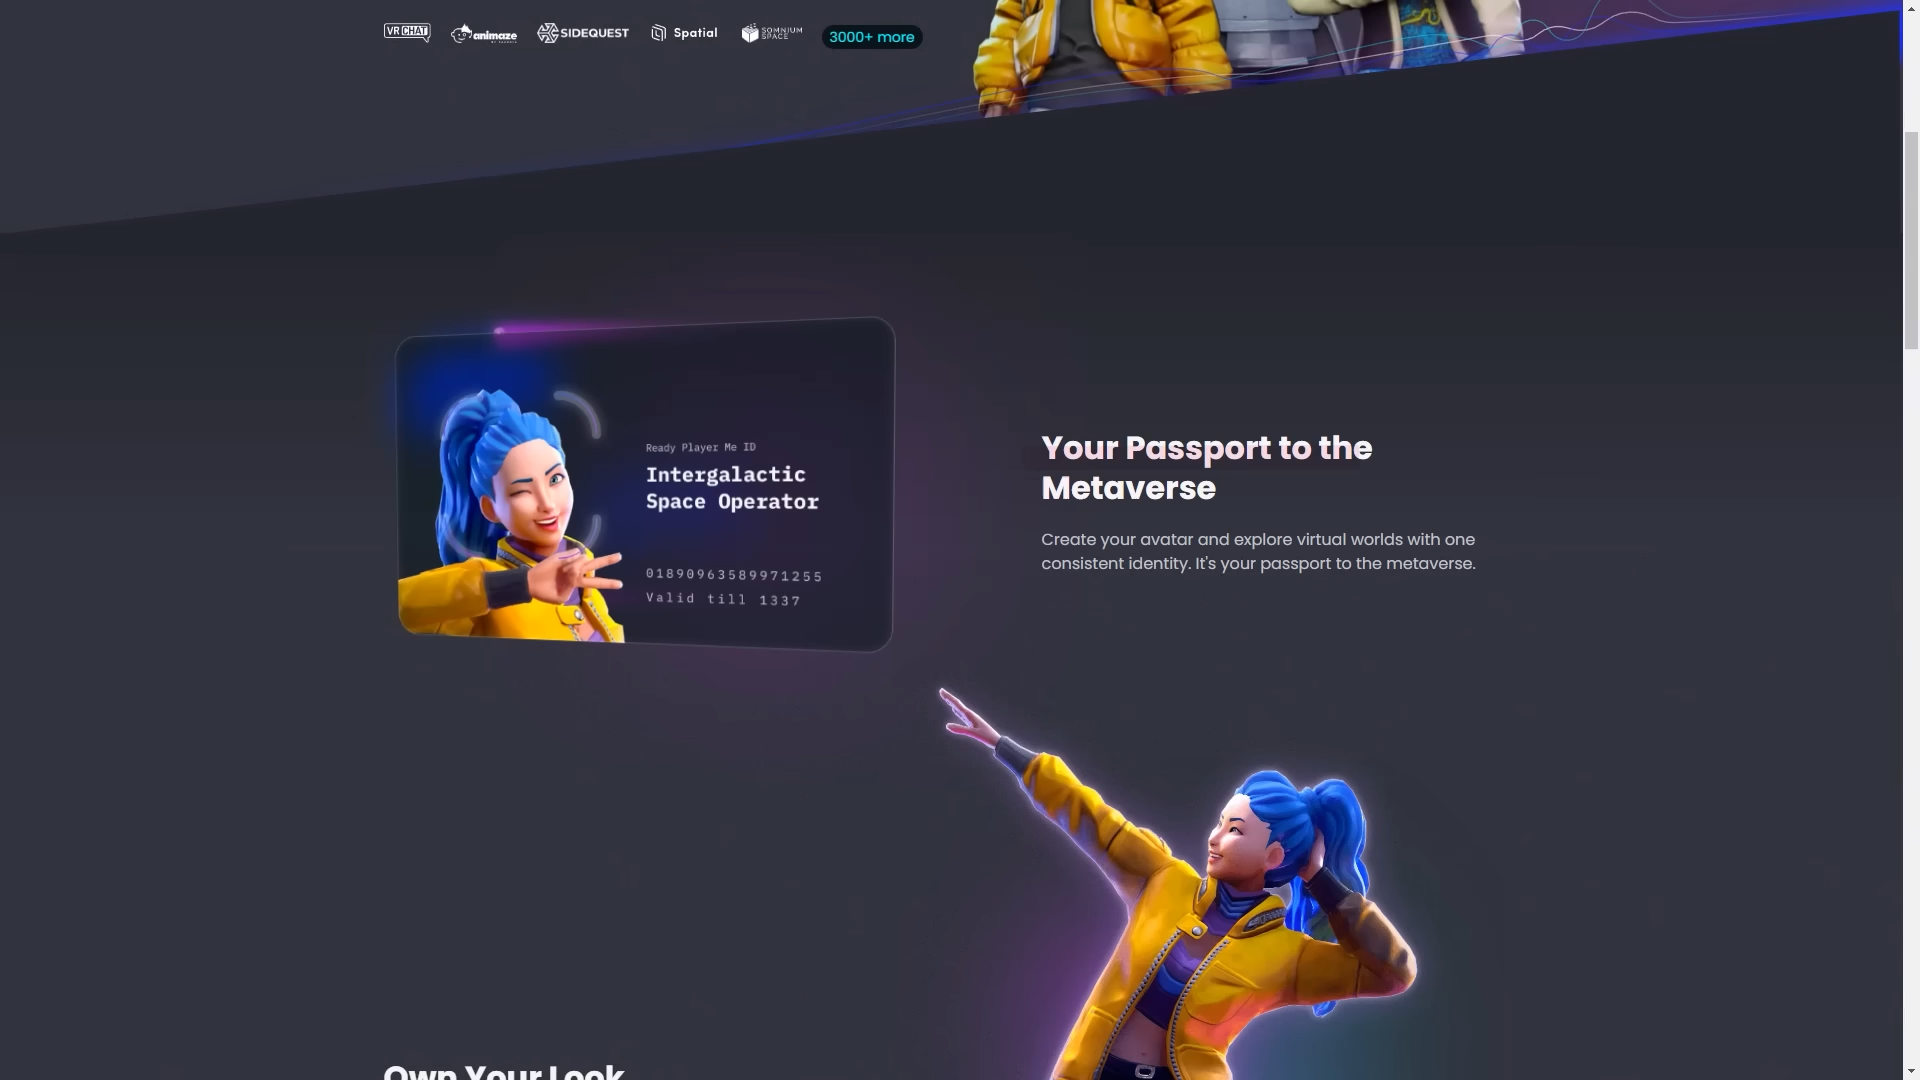 VRCHAT
animaze
SIDEQUEST
Spatial
SOMNIUM
SPACE
3000+ more
Ready Player Me ID
Intergalactic
Space Operator
01890963589971255
Valid till 1337
Your Passport to the
Metaverse
Create your avatar and explore virtual worlds with one
consistent identity. It's your passport to the metaverse.
Own Your Look